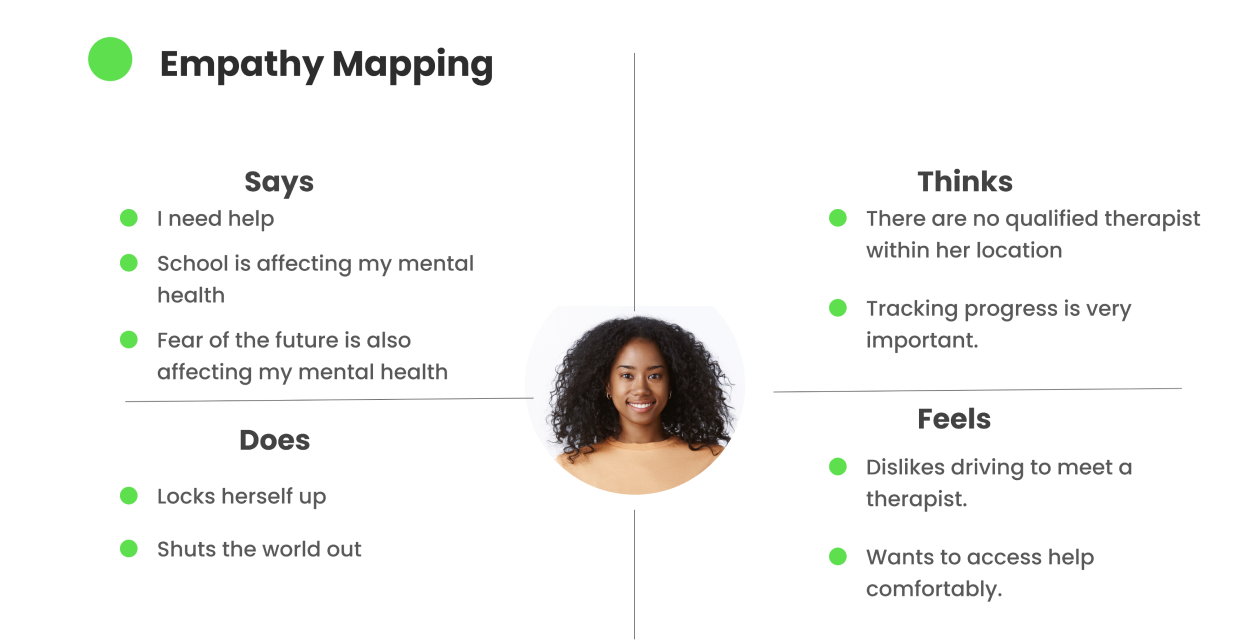 Empathy Mapping
Says
I need help
School is affecting my mental
health
Fear of the future is also
affecting my mental health
Thinks
There are no qualified therapist
within her location
Tracking progress is very
important.
Does
Locks herself up
Shuts the world out
Feels
Dislikes driving to meet a
therapist.
Wants to access help
comfortably.